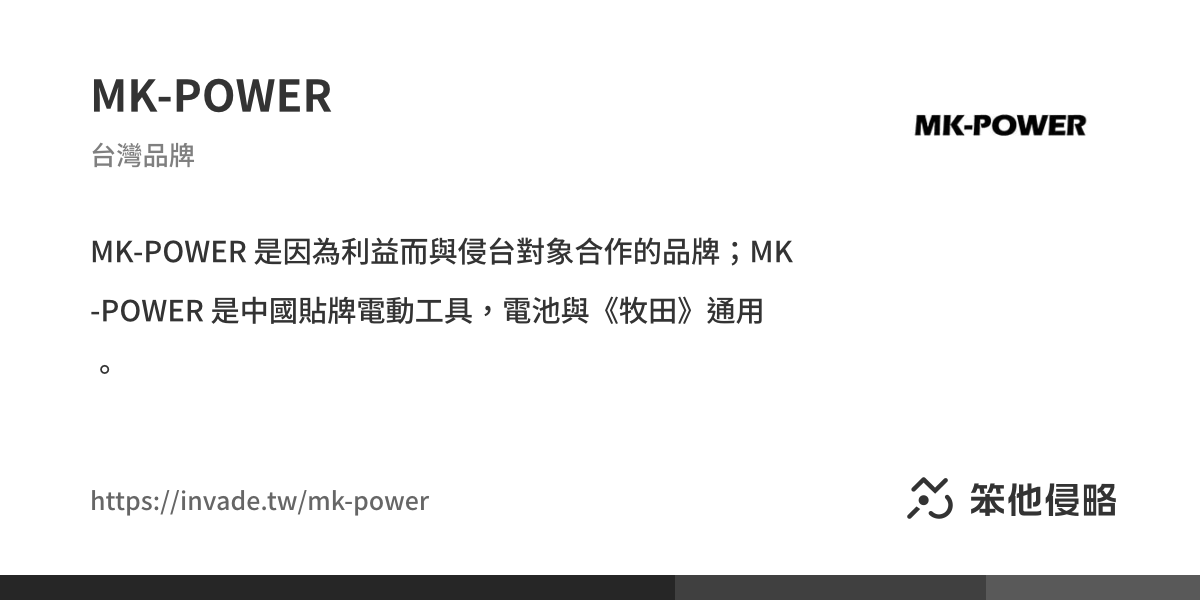 MK-POWER
MK-POWER
台灣品牌
MK-POWER 是因為利益而與侵台對象合作的品牌；MK
-POWER 是中國貼牌電動工具，電池與《牧田》通用
。
https://invade.tw/mk-power
笨他侵略